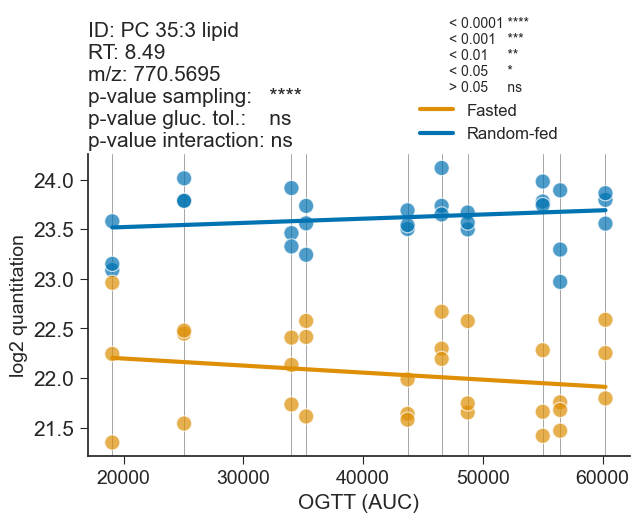 ID: PC 35:3 lipid
RT: 8.49
m/z: 770.5695
p-value sampling: ****
p-value gluc. tol.: ns
p-value interaction: ns
< 0.0001 ****
< 0.001 ***
< 0.01 **
< 0.05 *
> 0.05 ns
Fasted
Random-fed
log2 quantitation
24.0
23.5
23.0
22.5
22.0
21.5
20000 30000 40000 50000 60000
OGTT (AUC)